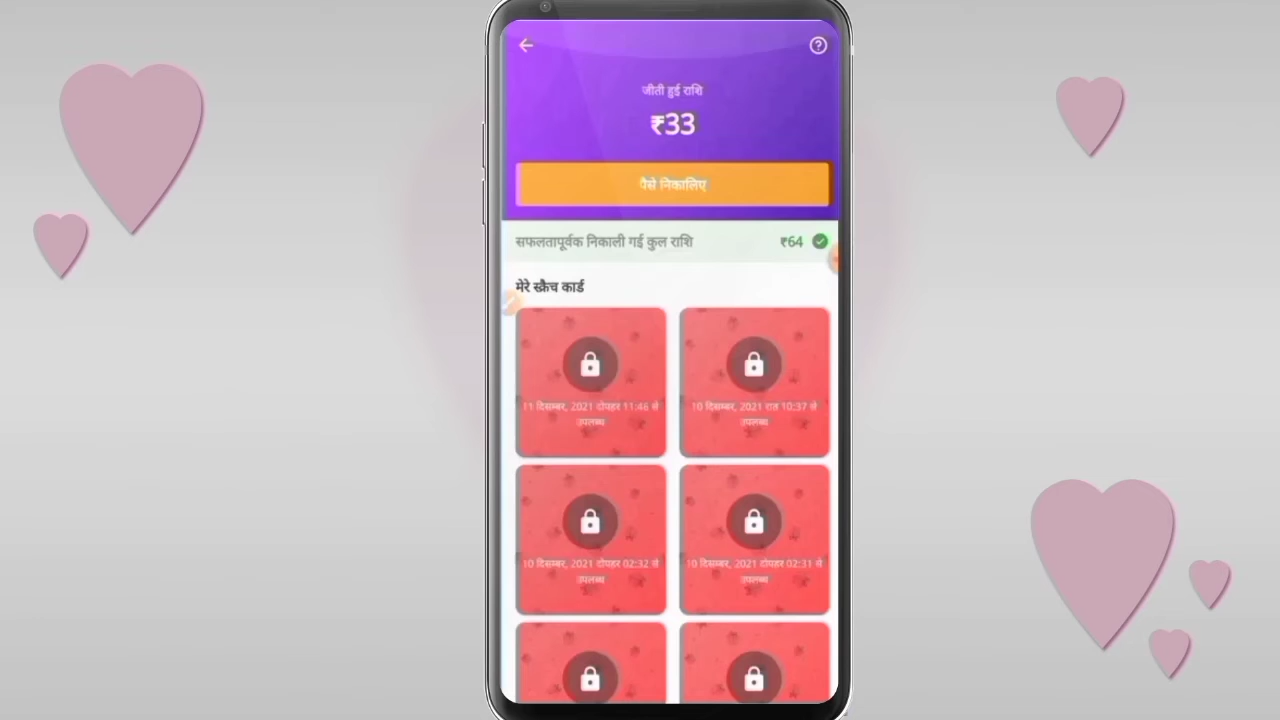 जीती हुई राशि
₹33
पैसे निकालिए
सफलतापूर्वक निकाली गई कुल राशि ₹64
मेरे स्क्रैच कार्ड
11 दिसम्बर, 2021 दोपहर 11:46 से
उपलब्ध
10 दिसम्बर, 2021 रात 10:37 से
उपलब्ध
10 दिसम्बर, 2021 दोपहर 02:32 से
उपलब्ध
10 दिसम्बर, 2021 दोपहर 02:31 से
उपलब्ध